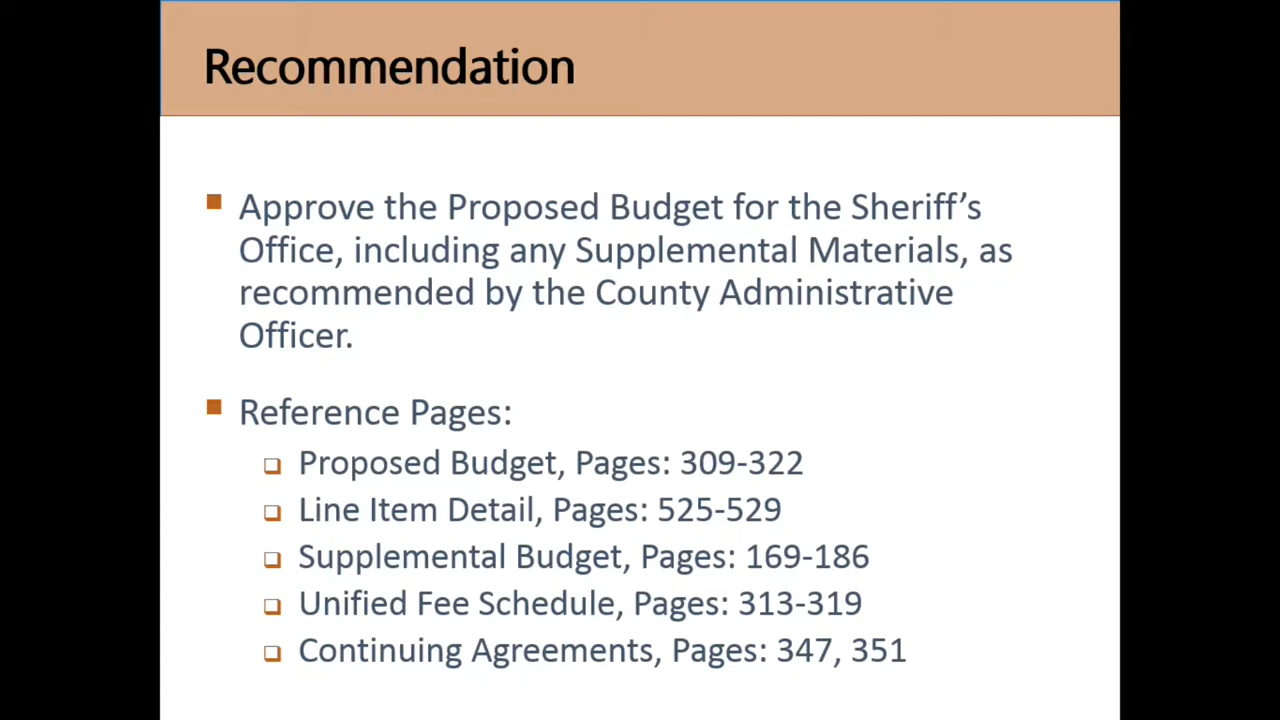 Recommendation
Approve the Proposed Budget for the Sheriff’s
Office, including any Supplemental Materials, as
recommended by the County Administrative
Officer.
Reference Pages:
Proposed Budget, Pages: 309-322
Line Item Detail, Pages: 525-529
Supplemental Budget, Pages: 169-186
Unified Fee Schedule, Pages: 313-319
Continuing Agreements, Pages: 347, 351